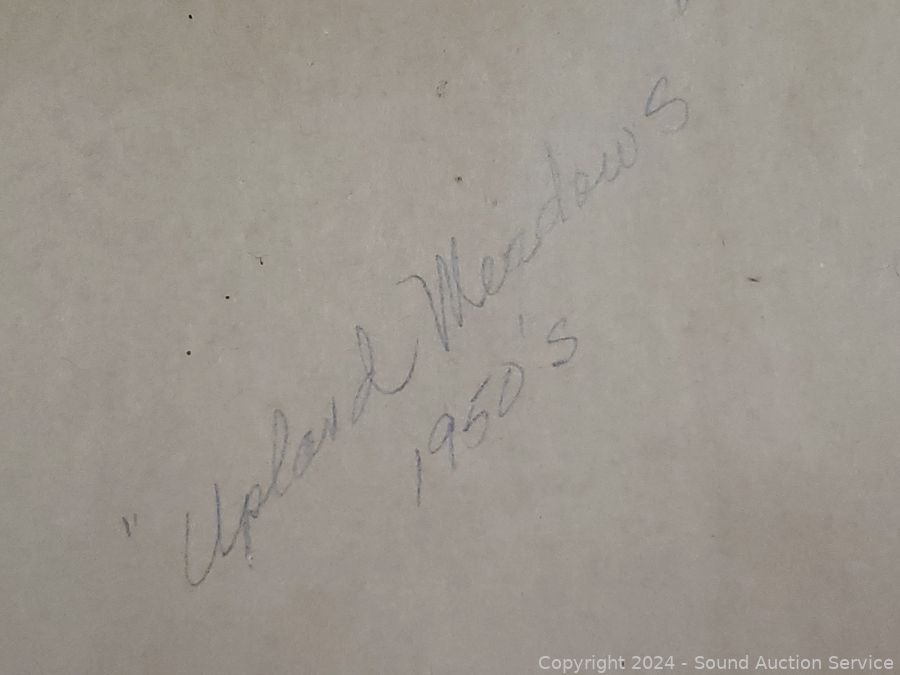 "Upland Meadows"
1950's
Copyright © 2024 - Sound Auction Service